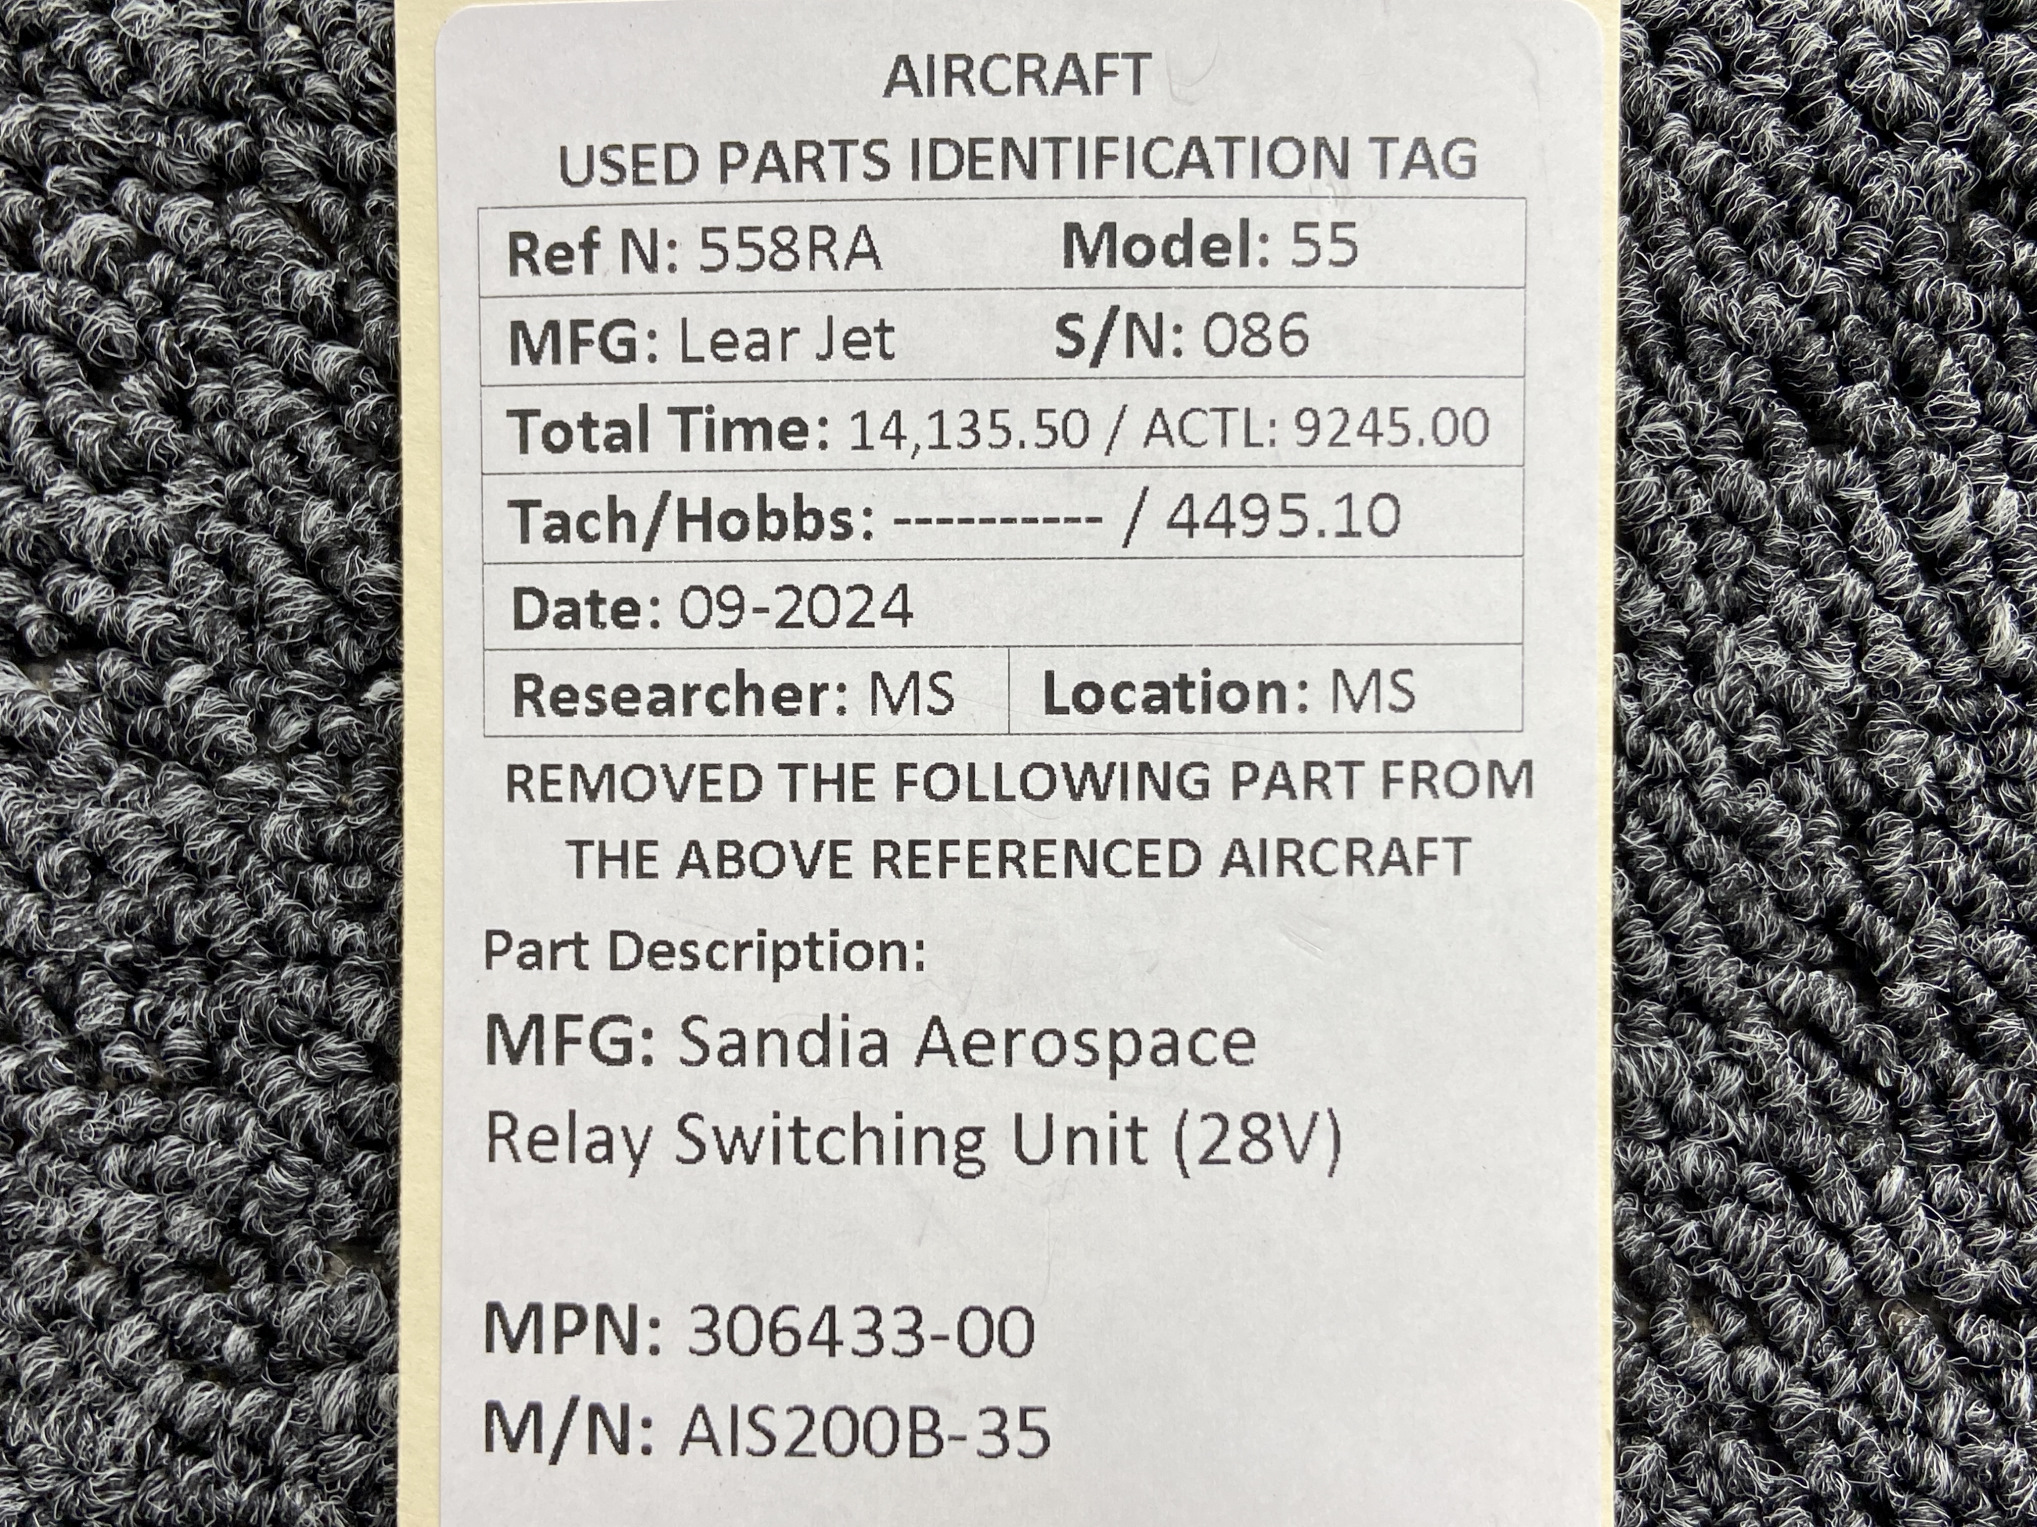 AIRCRAFT
USED PARTS IDENTIFICATION TAG
Ref N: 558RA Model: 55
MFG: Lear Jet S/N: 086
Total Time: 14,135.50 / ACTL: 9245.00
Tach/Hobbs: ---------- / 4495.10
Date: 09-2024
Researcher: MS Location: MS
REMOVED THE FOLLOWING PART FROM
THE ABOVE REFERENCED AIRCRAFT
Part Description:
MFG: Sandia Aerospace
Relay Switching Unit (28V)
MPN: 306433-00
M/N: AIS200B-35